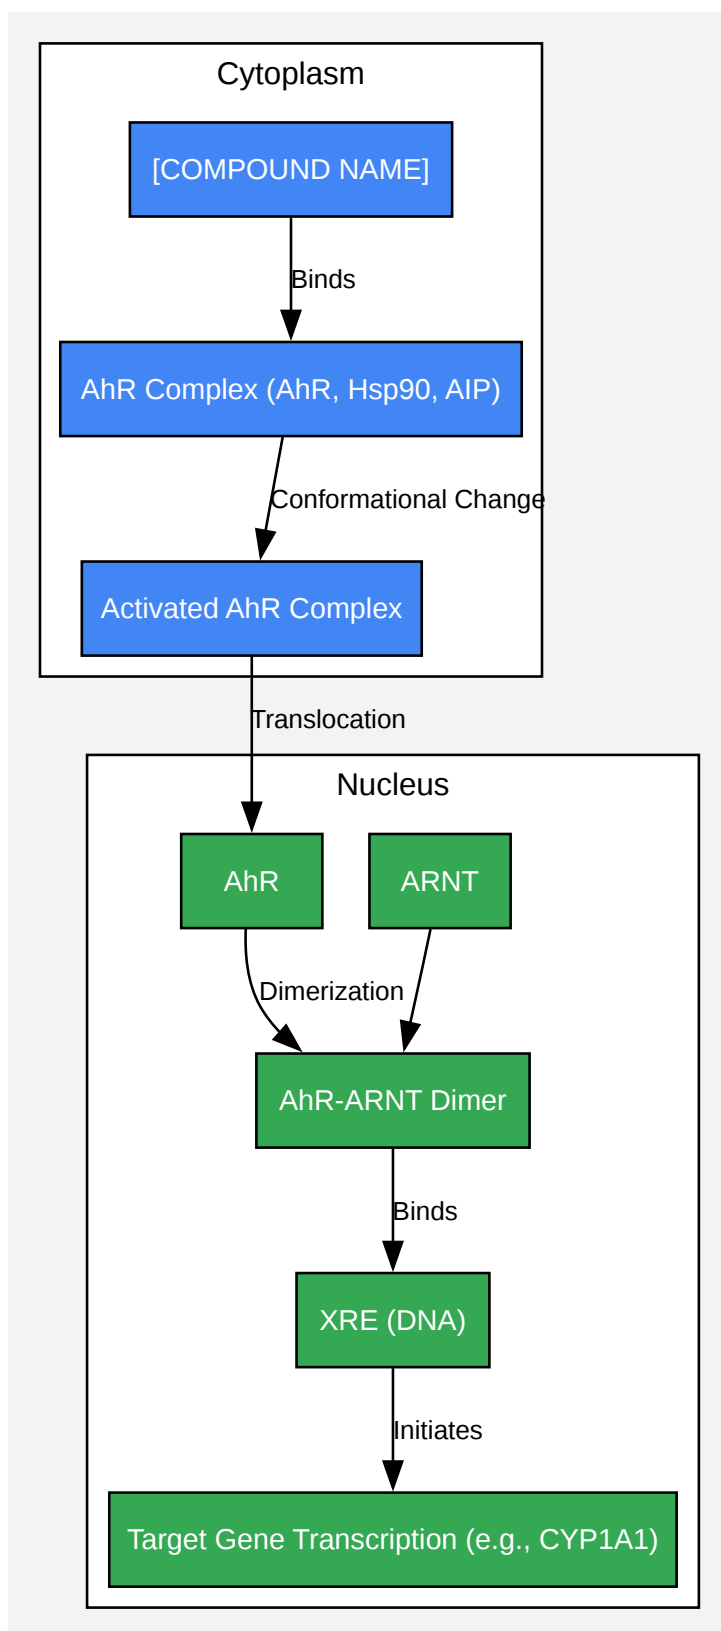 Cytoplasm
[COMPOUND NAME]
Binds
AhR Complex (AhR, Hsp90, AIP)
Conformational Change
Activated AhR Complex
Translocation
Nucleus
AhR
ARNT
Dimerization
AhR-ARNT Dimer
Binds
XRE (DNA)
Initiates
Target Gene Transcription (e.g., CYP1A1)